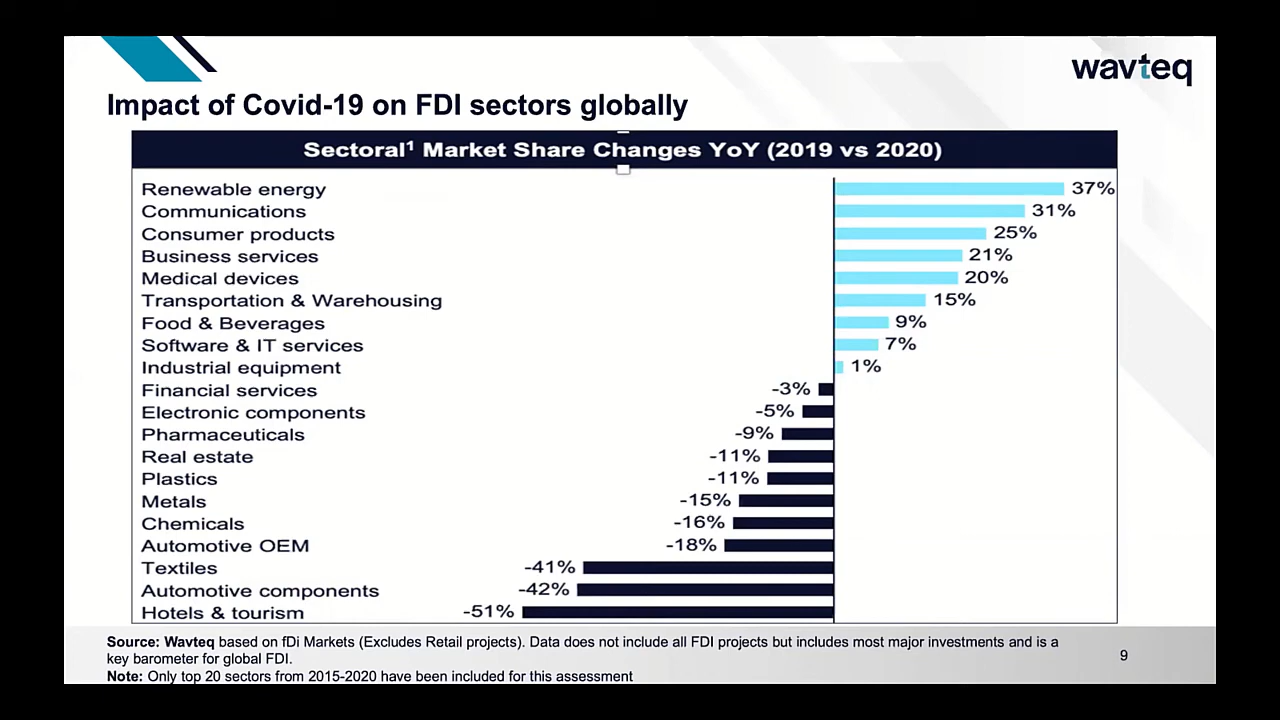 wavteq
Impact of Covid-19 on FDI sectors globally
Sectoral¹ Market Share Changes YoY (2019 vs 2020)
Renewable energy 37%
Communications 31%
Consumer products 25%
Business services 21%
Medical devices 20%
Transportation & Warehousing 15%
Food & Beverages 9%
Software & IT services 7%
Industrial equipment 1%
Financial services -3%
Electronic components -5%
Pharmaceuticals -9%
Real estate -11%
Plastics -11%
Metals -15%
Chemicals -16%
Automotive OEM -18%
Textiles -41%
Automotive components -42%
Hotels & tourism -51%
Source: Wavteq based on fDi Markets (Excludes Retail projects). Data does not include all FDI projects but includes most major investments and is a
key barometer for global FDI.
Note: Only top 20 sectors from 2015-2020 have been included for this assessment
9